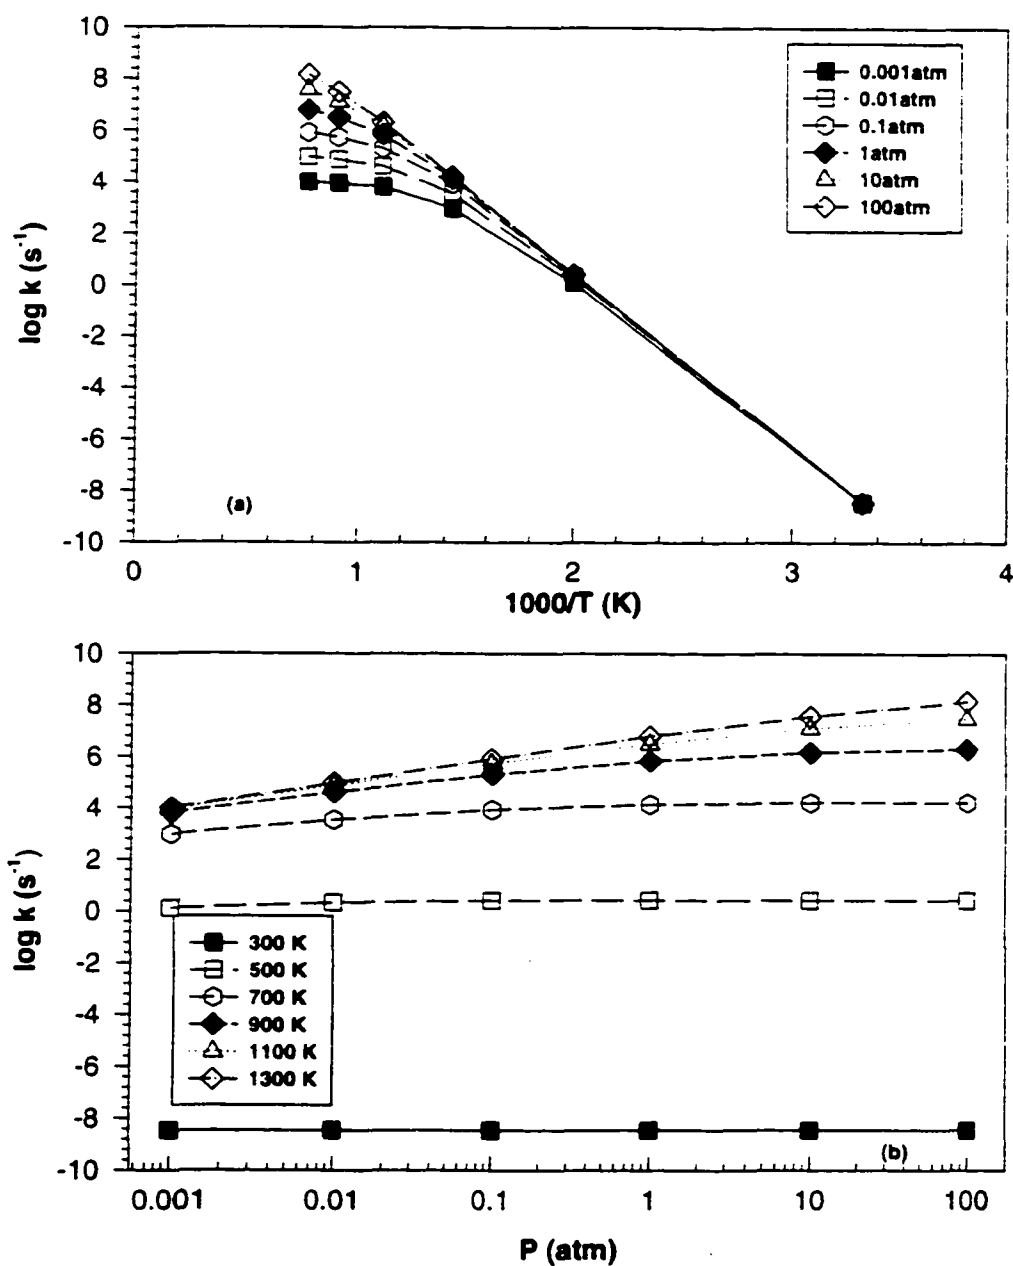 10
8
6
4
2
0
-2
-4
-6
-8
-10
log k (s⁻¹)
0.001atm
0.01atm
0.1atm
1atm
10atm
100atm
(a)
0 1 2 3 4
1000/T (K)
10
8
6
4
2
0
-2
-4
-6
-8
-10
log k (s⁻¹)
300 K
500 K
700 K
900 K
1100 K
1300 K
(b)
0.001 0.01 0.1 1 10 100
P (atm)